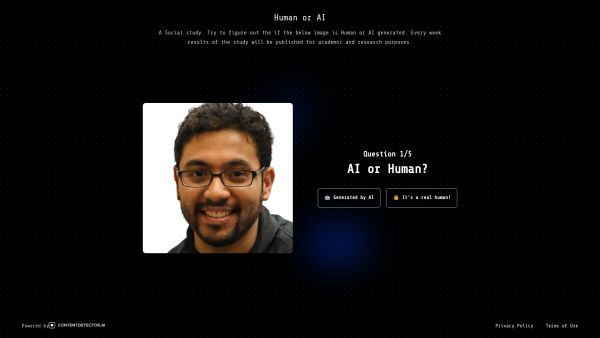 Human or AI
A Social study. Try to figure out the if the below image is Human or AI generated. Every week
results of the study will be published for academic and research purposes.
Question 1/5
AI or Human?
Generated by AI
It's a real human!
Powered by CONTENTDETECTOR.AI
Privacy Policy
Terms of Use